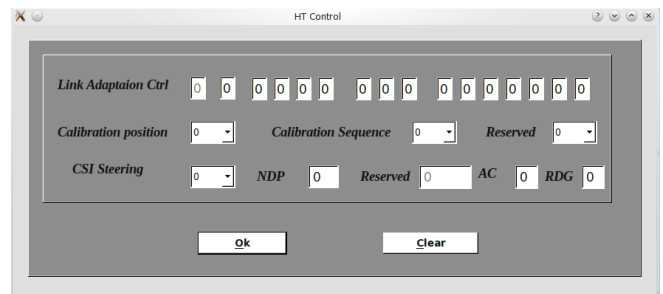 HT Control
Link Adaptaion Ctrl 0 0 0 0 0 0 0 0 0 0 0 0 0 0 0 0
Calibration position 0 Calibration Sequence 0 Reserved 0
CSI Steering 0 NDP 0 Reserved 0 AC 0 RDG 0
Ok Clear